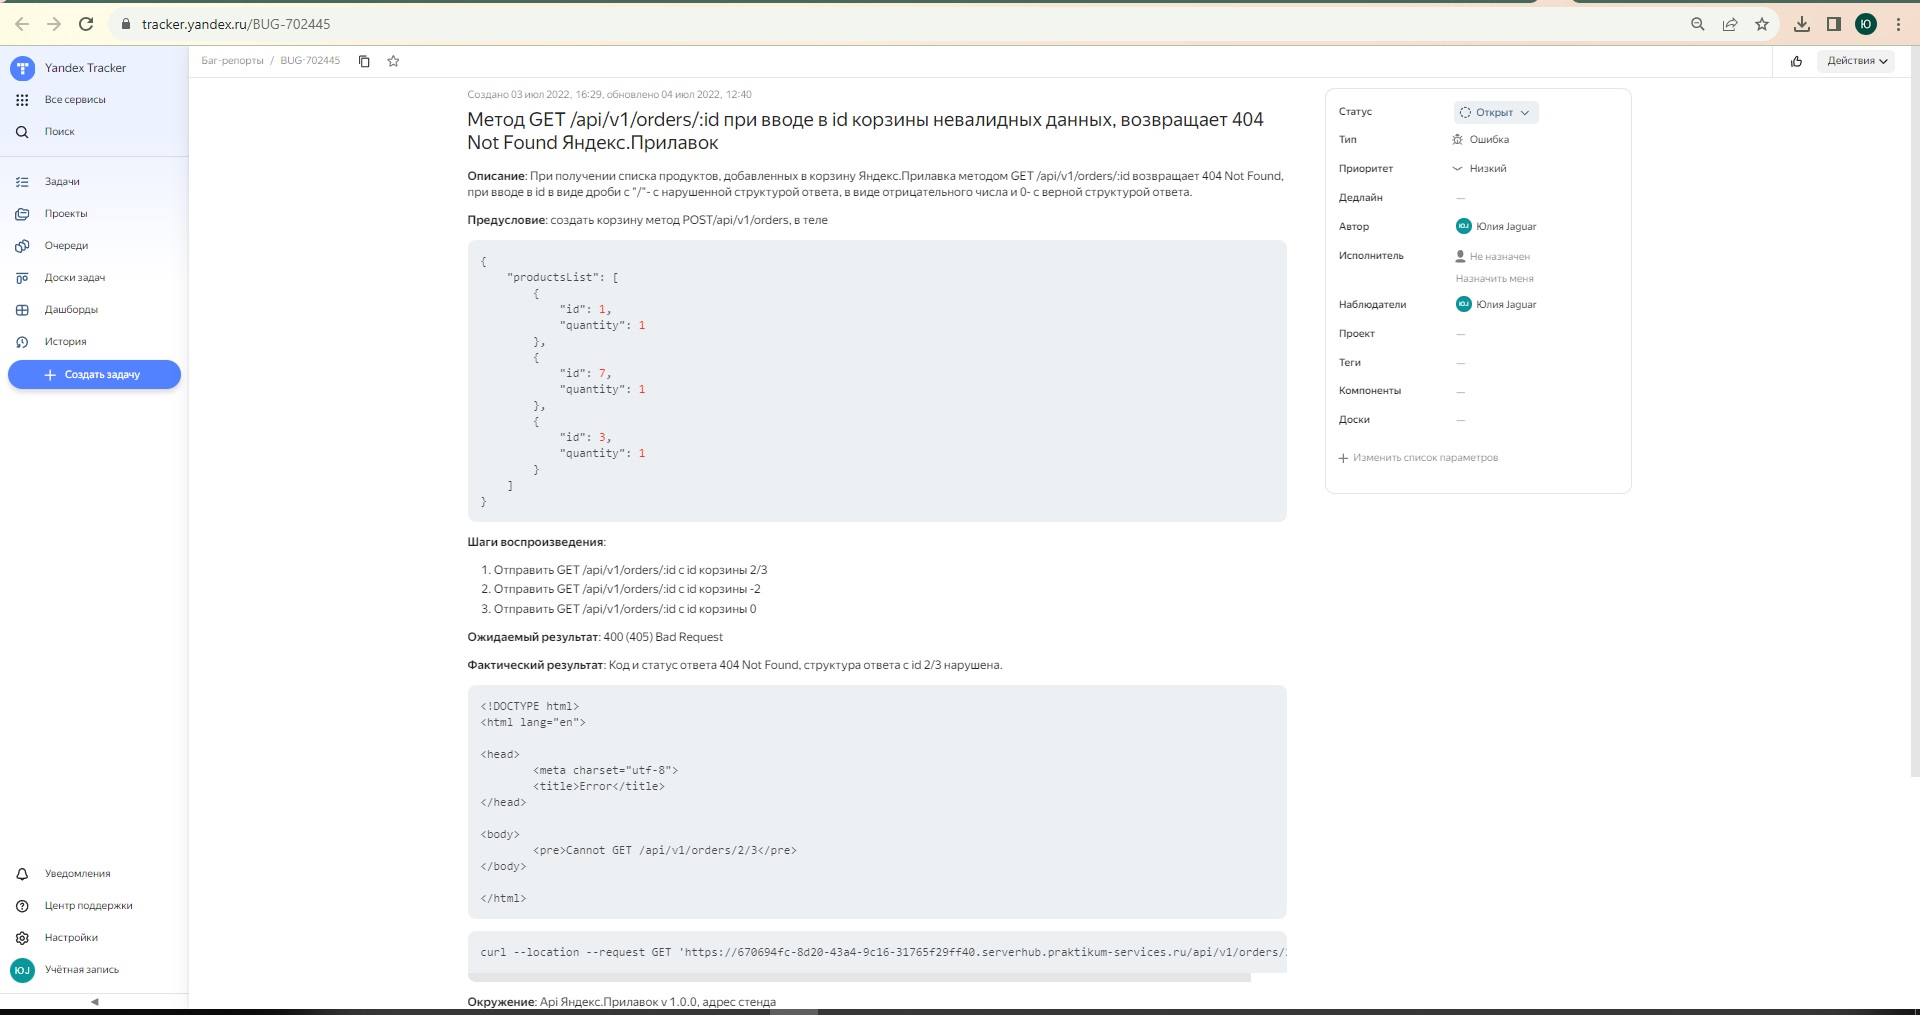 tracker.yandex.ru/BUG-702445
Ю
Yandex Tracker
Все сервисы
Поиск
Задачи
Проекты
Очереди
Доски задач
Дашборды
История
Создать задачу
Уведомления
Центр поддержки
Настройки
ЮJ Учётная запись
Баг-репорты / BUG-702445
Действия
Создано 03 июл 2022, 16:29, обновлено 04 июл 2022, 12:40
Метод GET /api/v1/orders/:id при вводе в id корзины невалидных данных, возвращает 404
Not Found Яндекс.Прилавок
Описание: При получении списка продуктов, добавленных в корзину Яндекс.Прилавка методом GET /api/v1/orders/:id возвращает 404 Not Found,
при вводе в id в виде дроби с "/"- с нарушенной структурой ответа, в виде отрицательного числа и 0- с верной структурой ответа.
Предусловие: создать корзину метод POST/api/v1/orders, в теле
{
"productsList": [
{
"id": 1,
"quantity": 1
},
{
"id": 7,
"quantity": 1
},
{
"id": 3,
"quantity": 1
}
]
}
Шаги воспроизведения:
1. Отправить GET /api/v1/orders/:id с id корзины 2/3
2. Отправить GET /api/v1/orders/:id с id корзины -2
3. Отправить GET /api/v1/orders/:id с id корзины 0
Ожидаемый результат: 400 (405) Bad Request
Фактический результат: Код и статус ответа 404 Not Found, структура ответа с id 2/3 нарушена.
<!DOCTYPE html>
<html lang="en">
<head>
<meta charset="utf-8">
<title>Error</title>
</head>
<body>
<pre>Cannot GET /api/v1/orders/2/3</pre>
</body>
</html>
curl --location --request GET 'https://670694fc-8d20-43a4-9c16-31765f29ff40.serverhub.praktikum-services.ru/api/v1/orders/
Окружение: Api Яндекс.Прилавок v 1.0.0, адрес стенда
Статус Открыт
Тип Ошибка
Приоритет Низкий
Дедлайн —
Автор ЮJ Юлия Jaguar
Исполнитель Не назначен
Назначить меня
Наблюдатели ЮJ Юлия Jaguar
Проект —
Теги —
Компоненты —
Доски —
Изменить список параметров